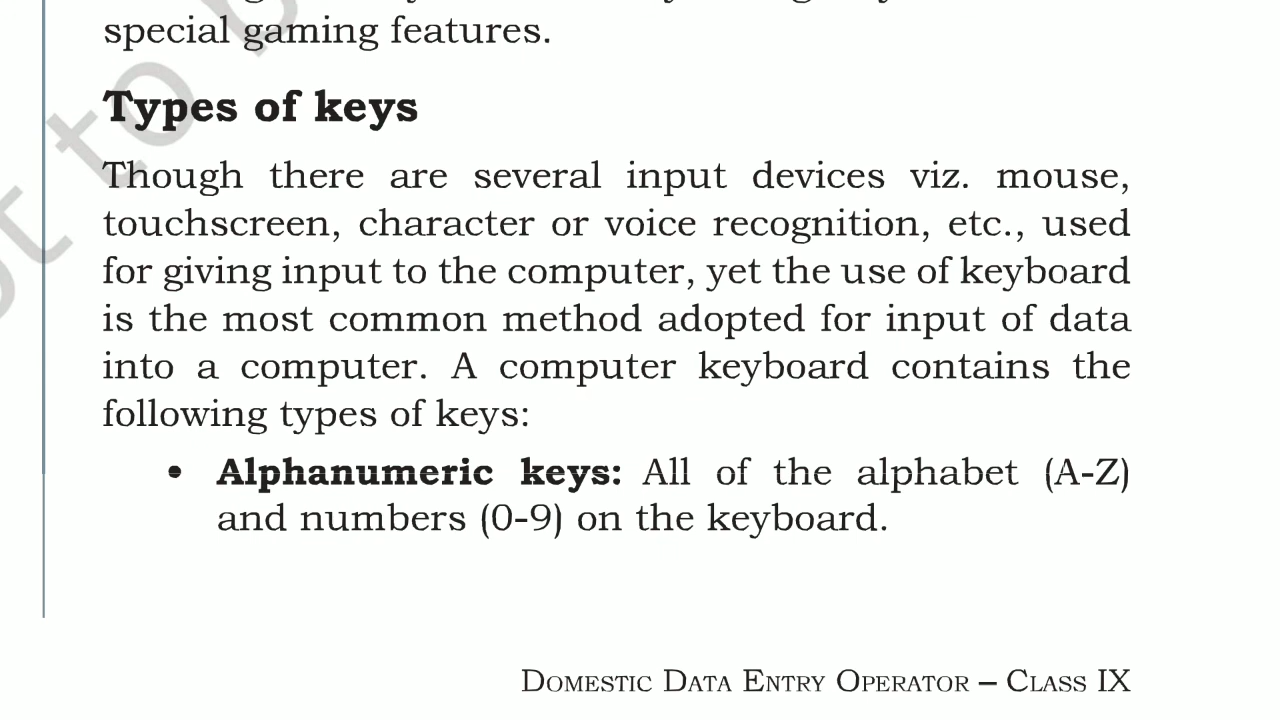 special gaming features.
Types of keys
Though there are several input devices viz. mouse,
touchscreen, character or voice recognition, etc., used
for giving input to the computer, yet the use of keyboard
is the most common method adopted for input of data
into a computer. A computer keyboard contains the
following types of keys:
• Alphanumeric keys: All of the alphabet (A-Z)
and numbers (0-9) on the keyboard.
Domestic Data Entry Operator – Class IX